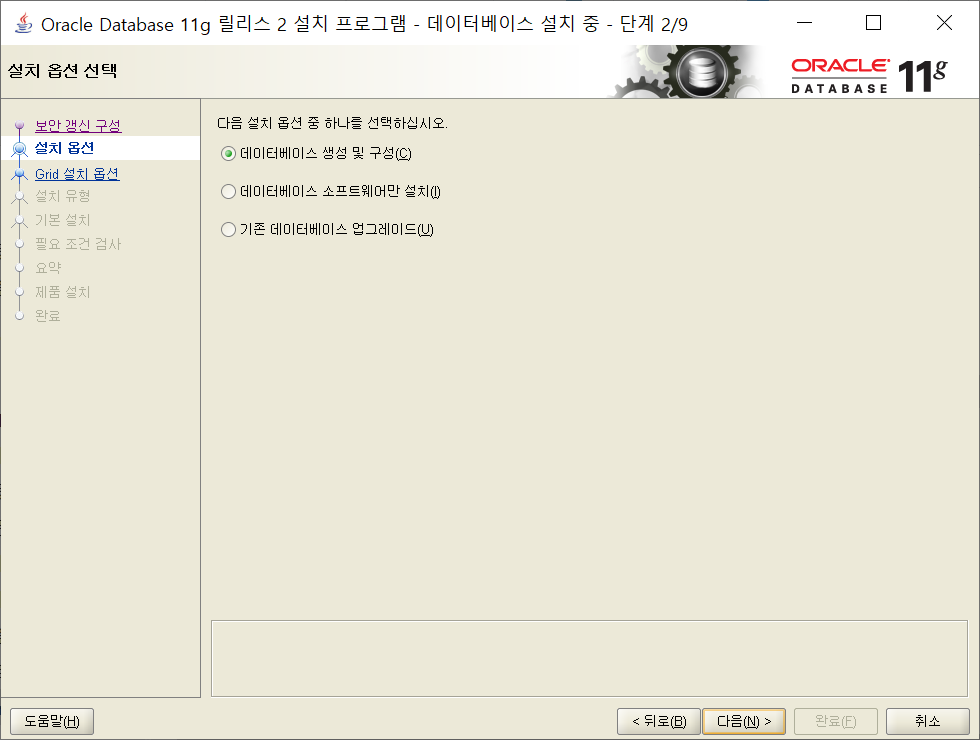 Oracle Database 11g 릴리스 2 설치 프로그램 - 데이터베이스 설치 중 - 단계 2/9
설치 옵션 선택
ORACLE
DATABASE
11g
보안 갱신 구성
설치 옵션
Grid 설치 옵션
설치 유형
기본 설치
필요 조건 검사
요약
제품 설치
완료
다음 설치 옵션 중 하나를 선택하십시오.
데이터베이스 생성 및 구성(C)
데이터베이스 소프트웨어만 설치(I)
기존 데이터베이스 업그레이드(U)
도움말(H)
< 뒤로(B)
다음(N) >
완료(F)
취소